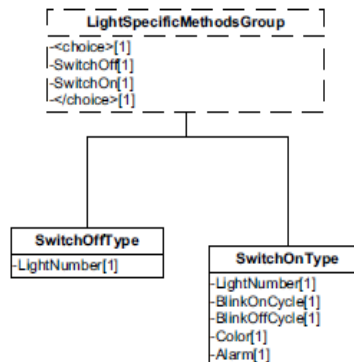 LightSpecificMethodsGroup
-<choice>[1]
-SwitchOff[1]
-SwitchOn[1]
-</choice>[1]
SwitchOffType
-LightNumber[1]
SwitchOnType
-LightNumber[1]
-BlinkOnCycle[1]
-BlinkOffCycle[1]
-Color[1]
-Alarm[1]